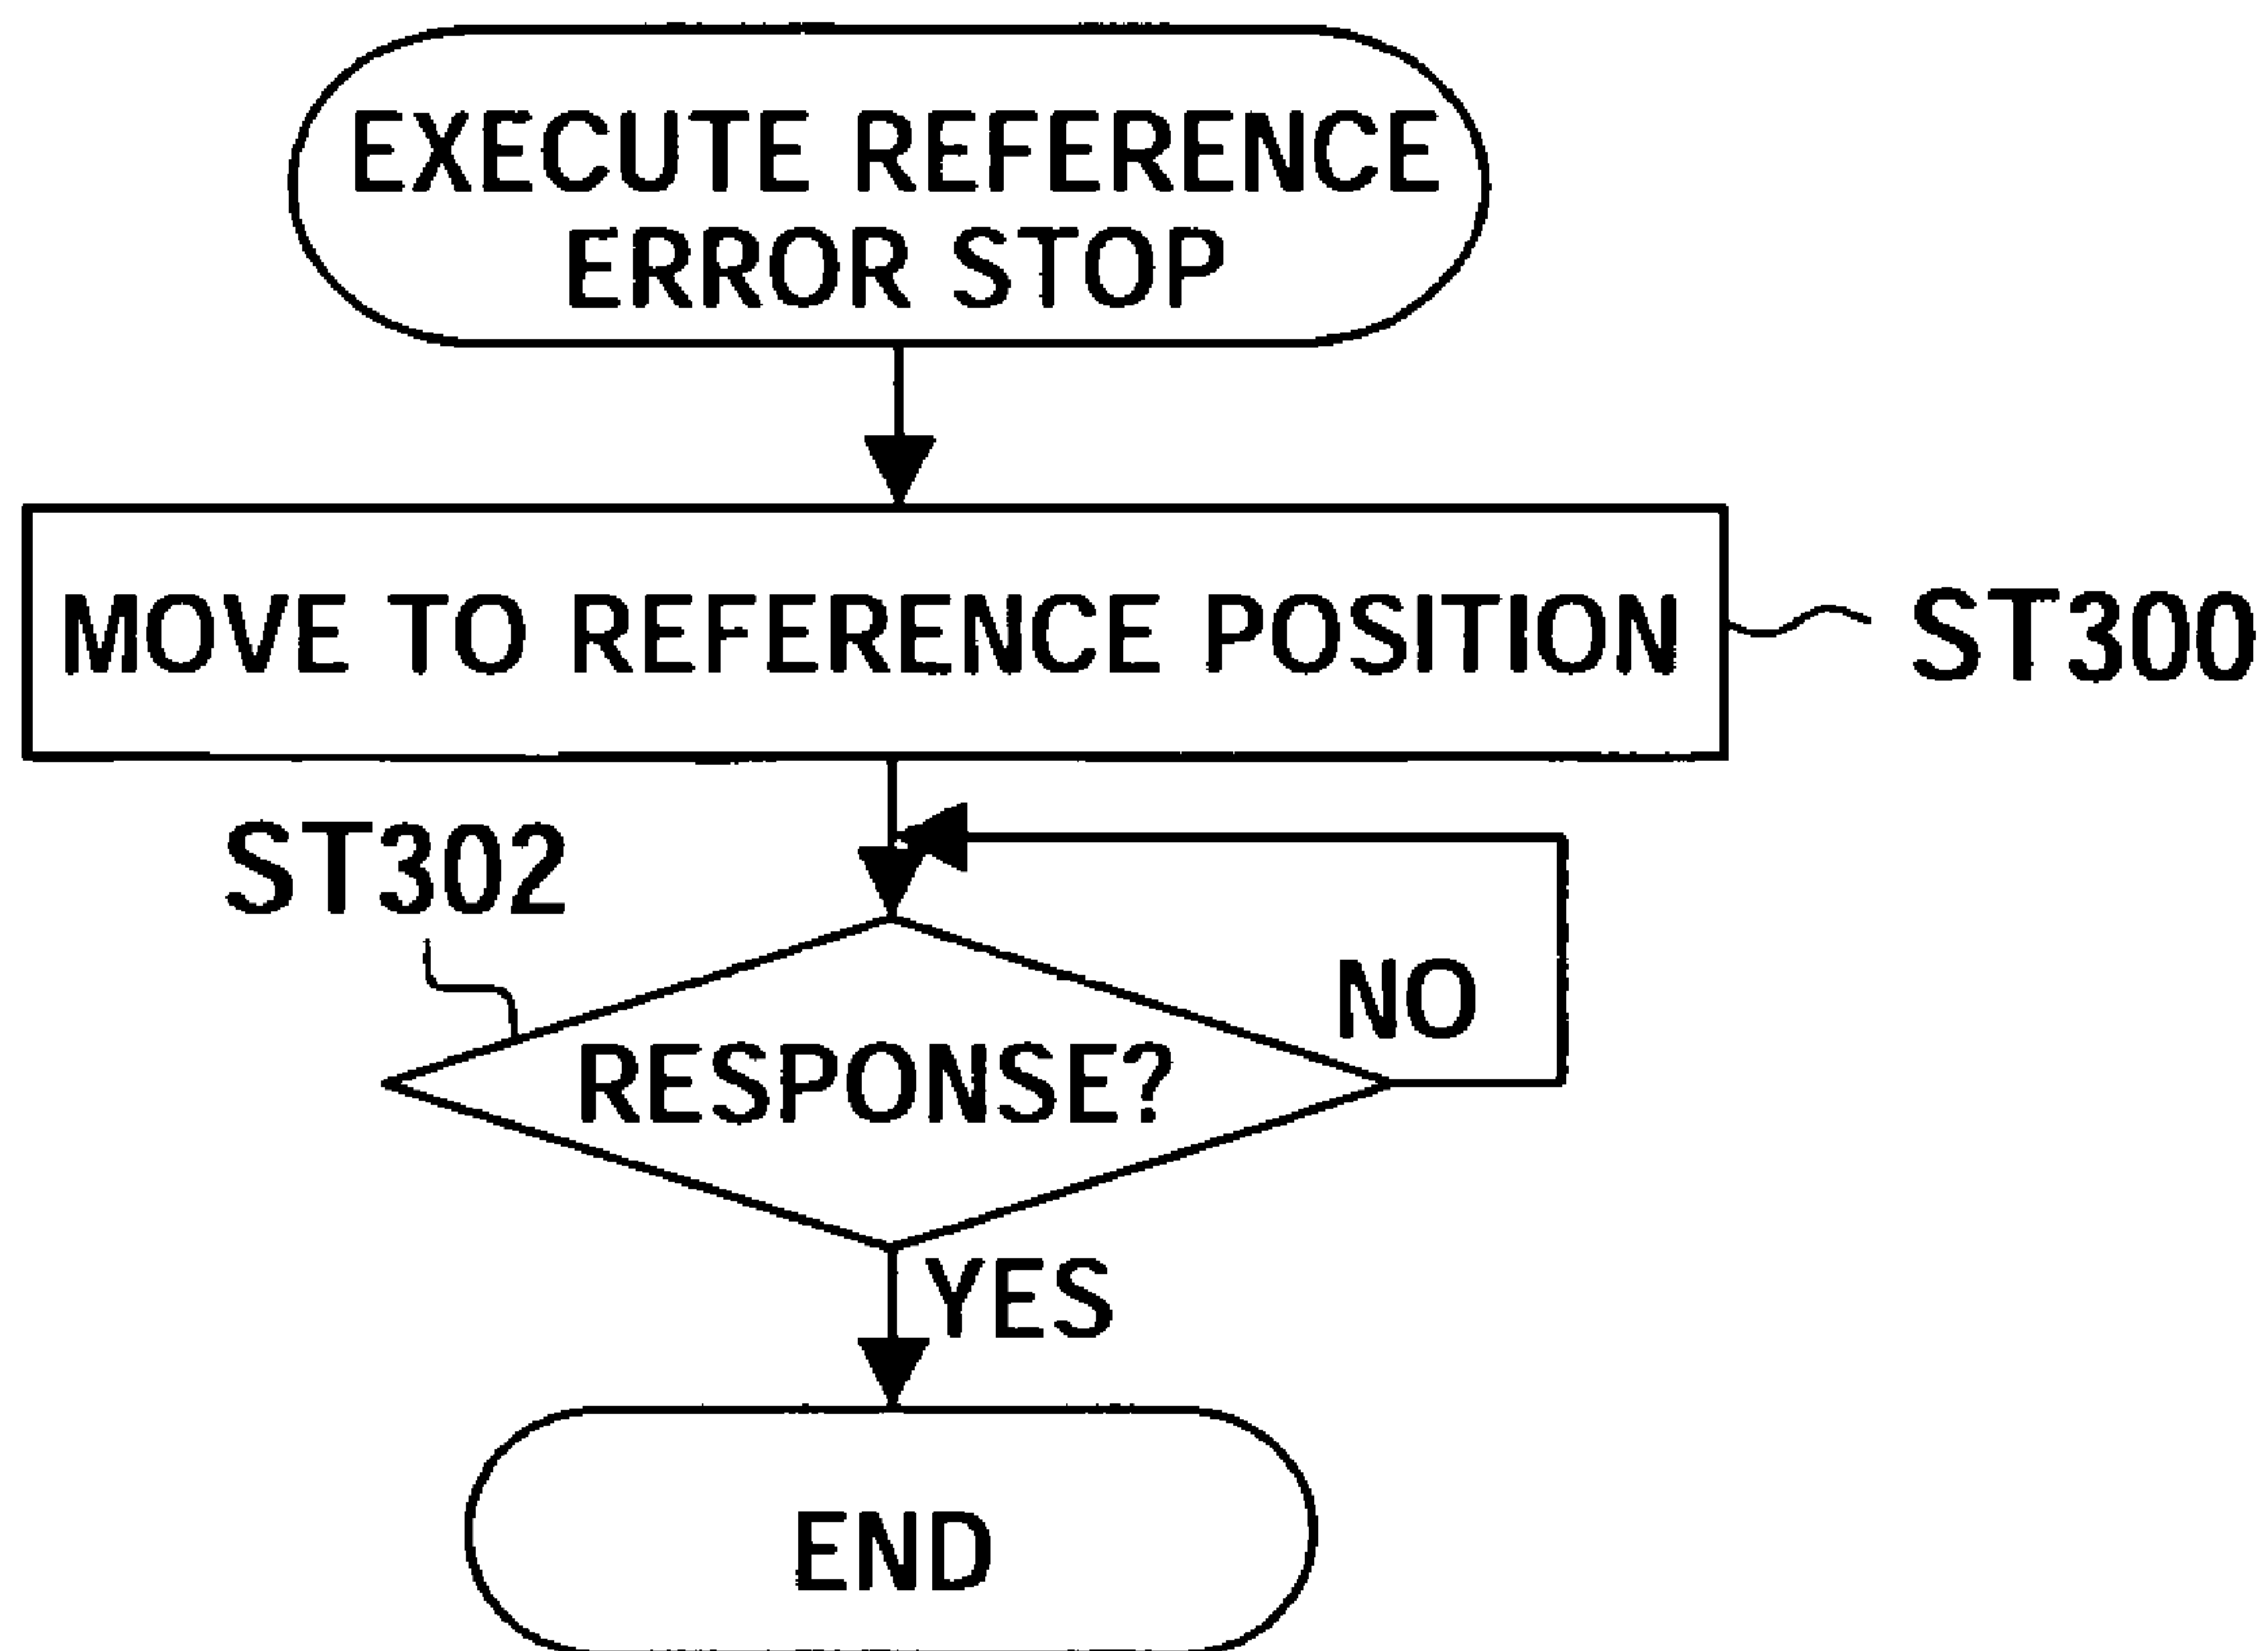 EXECUTE REFERENCE
ERROR STOP
MOVE TO REFERENCE POSITION
ST300
ST302
NO
RESPONSE?
YES
END